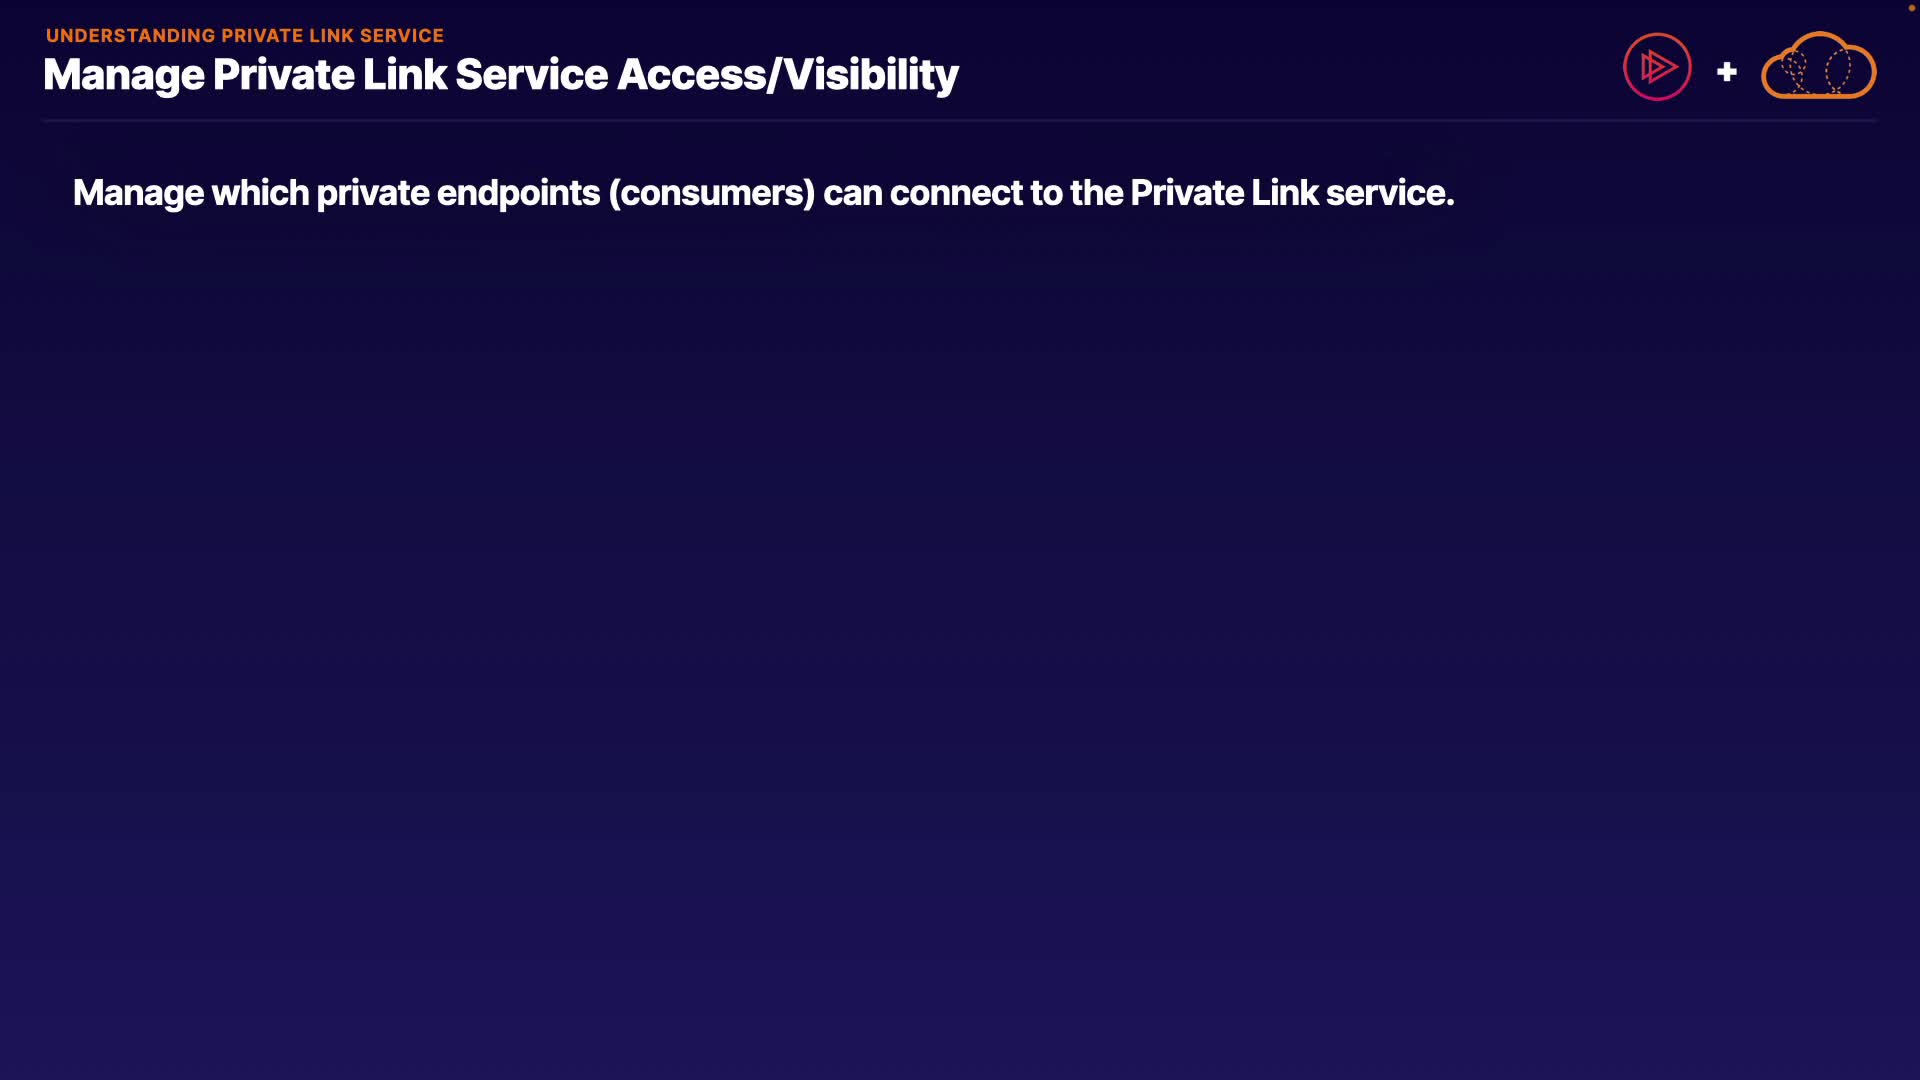 UNDERSTANDING PRIVATE LINK SERVICE
Manage Private Link Service Access/Visibility
+
Manage which private endpoints (consumers) can connect to the Private Link service.